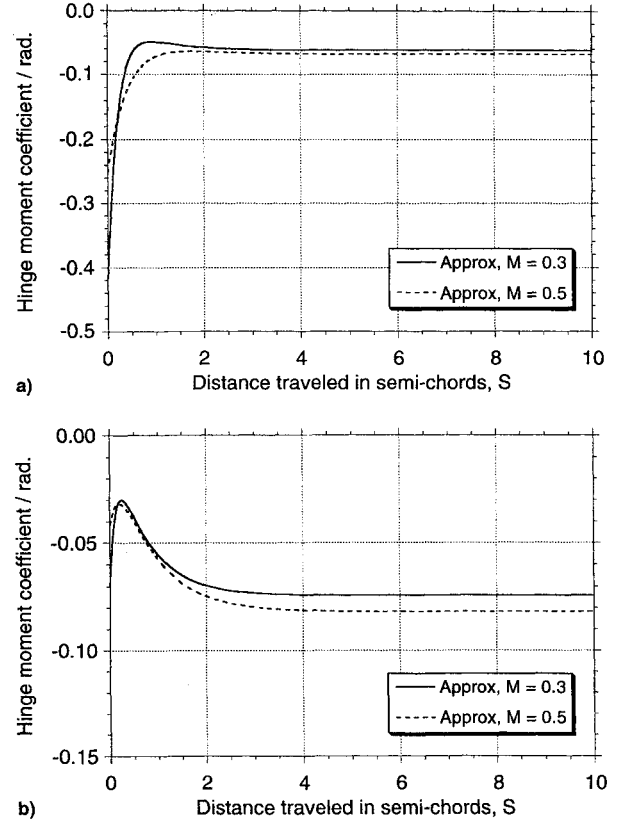 0.0
-0.1
-0.2
-0.3
-0.4
-0.5
Hinge moment coefficient / rad.
Approx, M = 0.3
Approx, M = 0.5
0 2 4 6 8 10
a) Distance traveled in semi-chords, S
0.00
-0.05
-0.10
-0.15
Hinge moment coefficient / rad.
Approx, M = 0.3
Approx, M = 0.5
0 2 4 6 8 10
b) Distance traveled in semi-chords, S